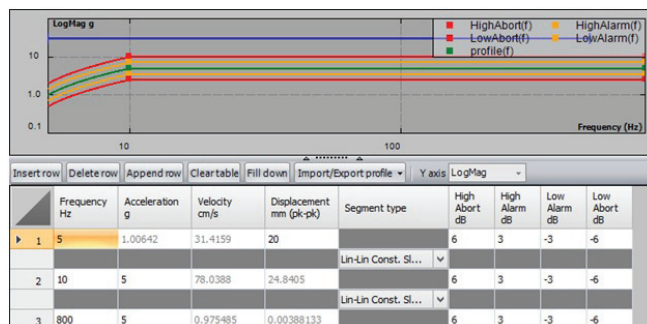 LogMag g
HighAbort(f) HighAlarm(f)
LowAbort(f) LowAlarm(f)
profile(f)
10
1.0
0.1
Frequency (Hz)
10 100
Insert row Delete row Append row Clear table Fill down Import/Export profile Y axis LogMag
Frequency Hz Acceleration g Velocity cm/s Displacement mm (pk-pk) Segment type High Abort dB High Alarm dB Low Alarm dB Low Abort dB
1 5 1.00642 31.4159 20 6 3 -3 -6
Lin-Lin Const. Sl...
2 10 5 78.0388 24.8405 6 3 -3 -6
Lin-Lin Const. Sl...
3 800 5 0.975485 0.00388133 6 3 -3 -6